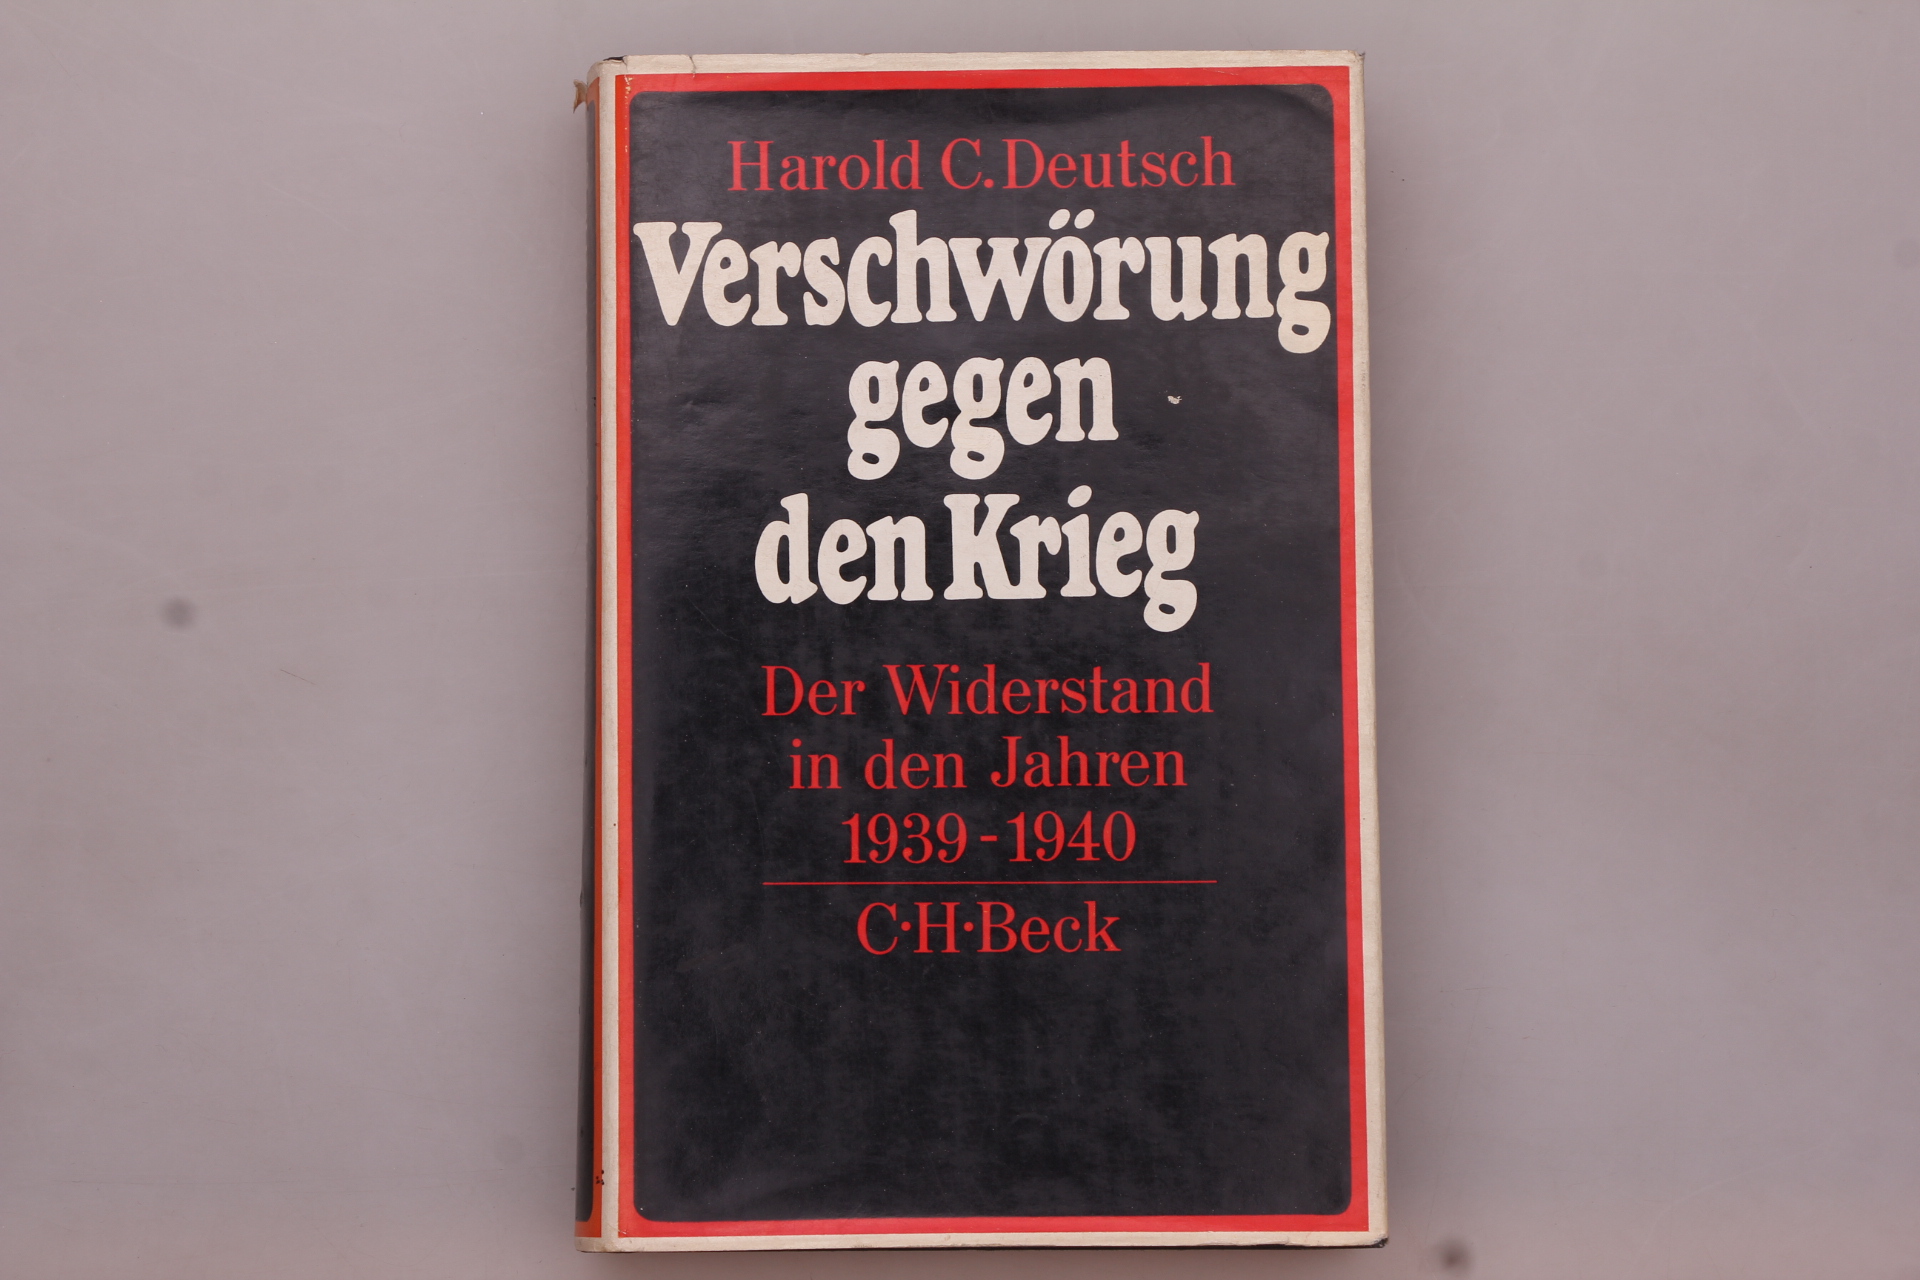 Harold C. Deutsch
Verschwörung
gegen
den Krieg
Der Widerstand
in den Jahren
1939-1940
C·H·Beck